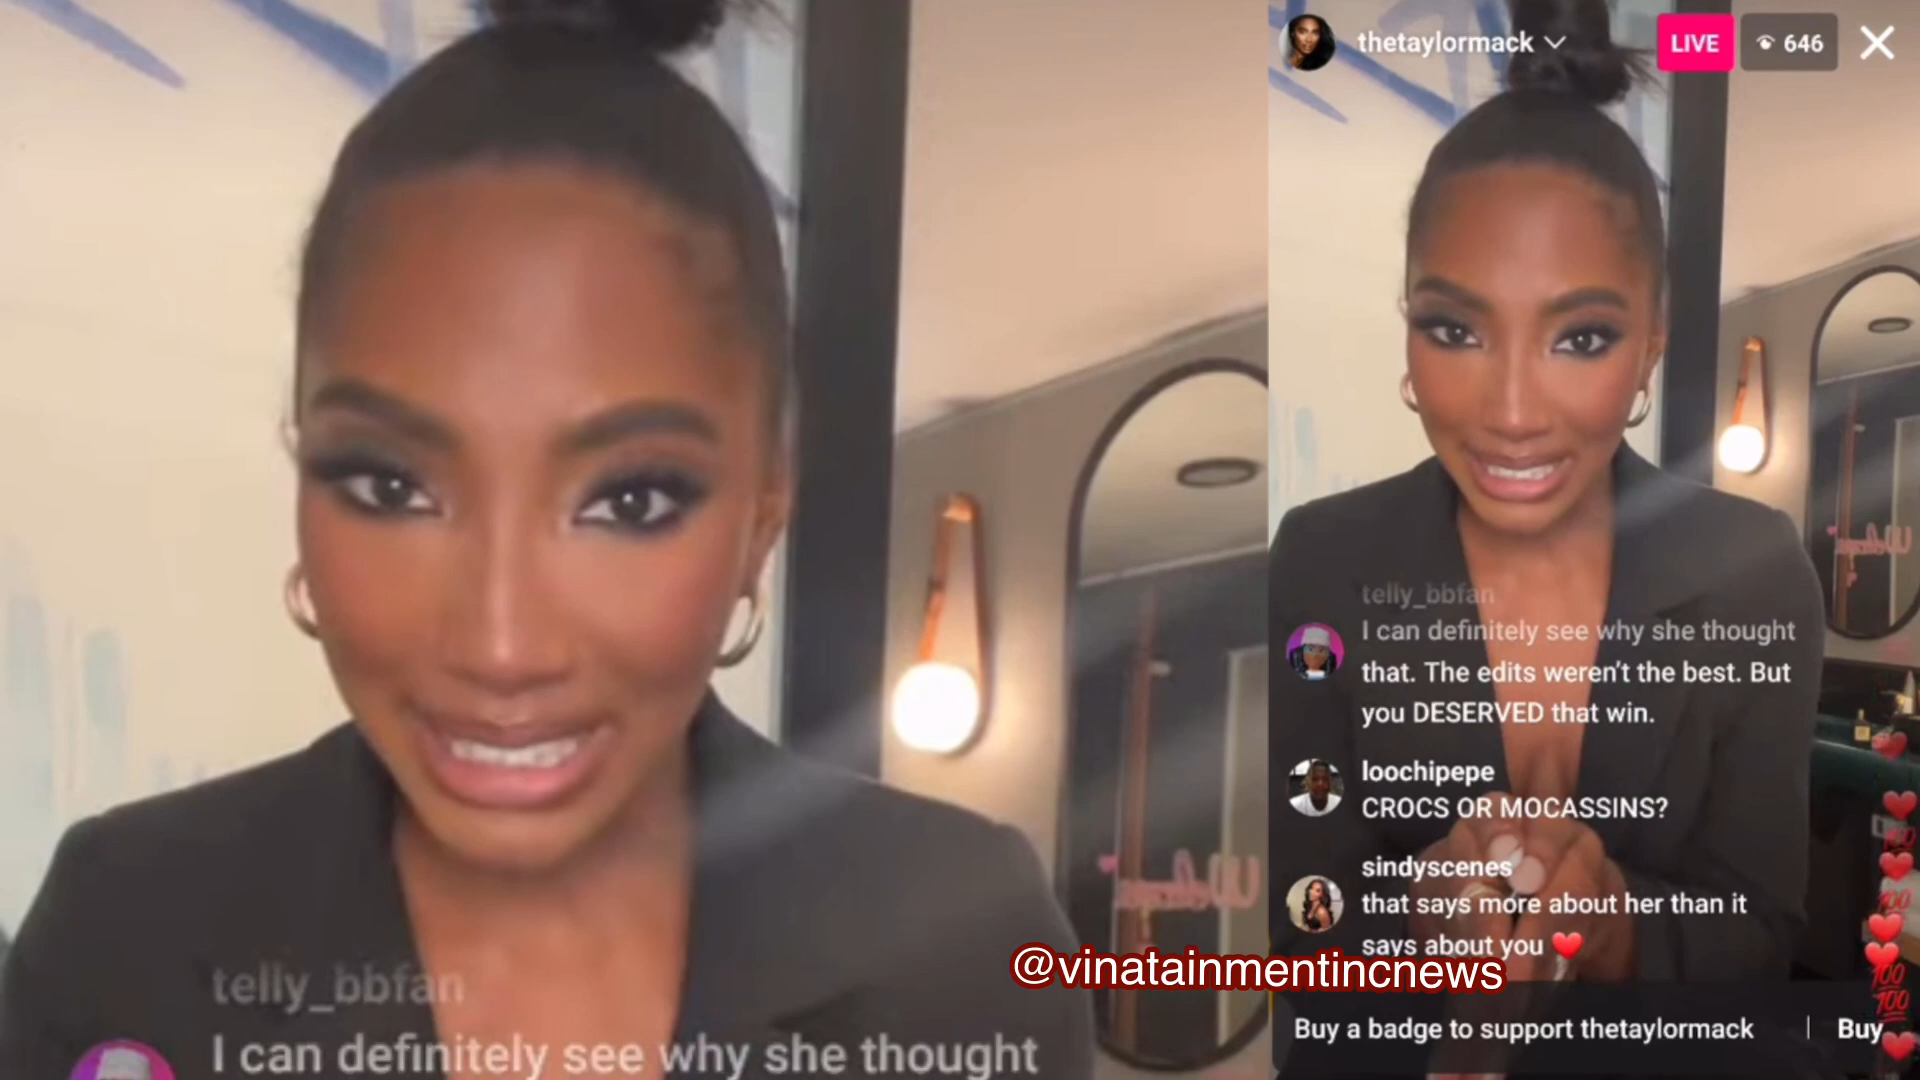 thetaylormack
LIVE
646
telly_bbfan
I can definitely see why she thought
that. The edits weren't the best. But
you DESERVED that win.
loochipepe
CROCS OR MOCASSINS?
sindyscenes
that says more about her than it
says about you ❤️
@vinatainmentincnews
Buy a badge to support thetaylormack | Buy
telly_bbfan
I can definitely see why she thought